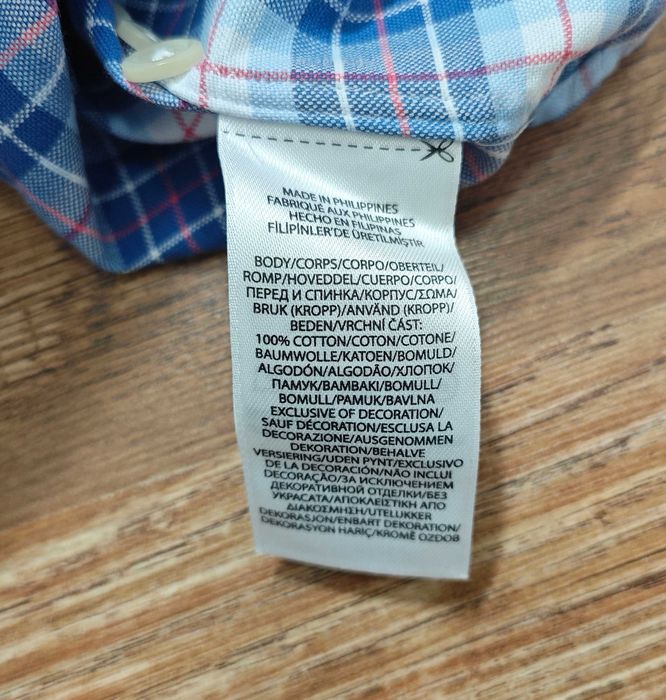 MADE IN PHILIPPINES
FABRIQUÉ AUX PHILIPPINES
HECHO EN FILIPINAS
FİLİPİNLER'DE ÜRETİLMİŞTİR
BODY/CORPS/CORPO/OBERTEIL/
ROMP/HOVEDDEL/CUERPO/CORPO/
ПЕРЕД И СПИНКА/КОРПУС/ΣΩΜΑ/
BRUK (KROPP)/ANVÄND (KROPP)/
BEDEN/VRCHNÍ ČÁST:
100% COTTON/COTON/COTONE/
BAUMWOLLE/KATOEN/BOMULD/
ALGODÓN/ALGODÃO/ХЛОПОК/
ПАМУК/ΒΑΜΒΑΚΙ/BOMULL/
BOMULL/PAMUK/BAVLNA
EXCLUSIVE OF DECORATION/
SAUF DÉCORATION/ESCLUSA LA
DECORAZIONE/AUSGENOMMEN
DEKORATION/BEHALVE
VERSIERING/UDEN PYNT/EXCLUSIVO
DE LA DECORACIÓN/NÃO INCLUI
DECORAÇÃO/ЗА ИСКЛЮЧЕНИЕМ
ДЕКОРАТИВНОЙ ОТДЕЛКИ/БЕЗ
УКРАСАТА/ΑΠΟΚΛΕΙΣΤΙΚΗ ΑΠΟ
ΔΙΑΚΟΣΜΗΣΗ/UTELUKKER
DEKORASJON/ENBART DEKORATION/
DEKORASYON HARİÇ/KROMĚ OZDOB